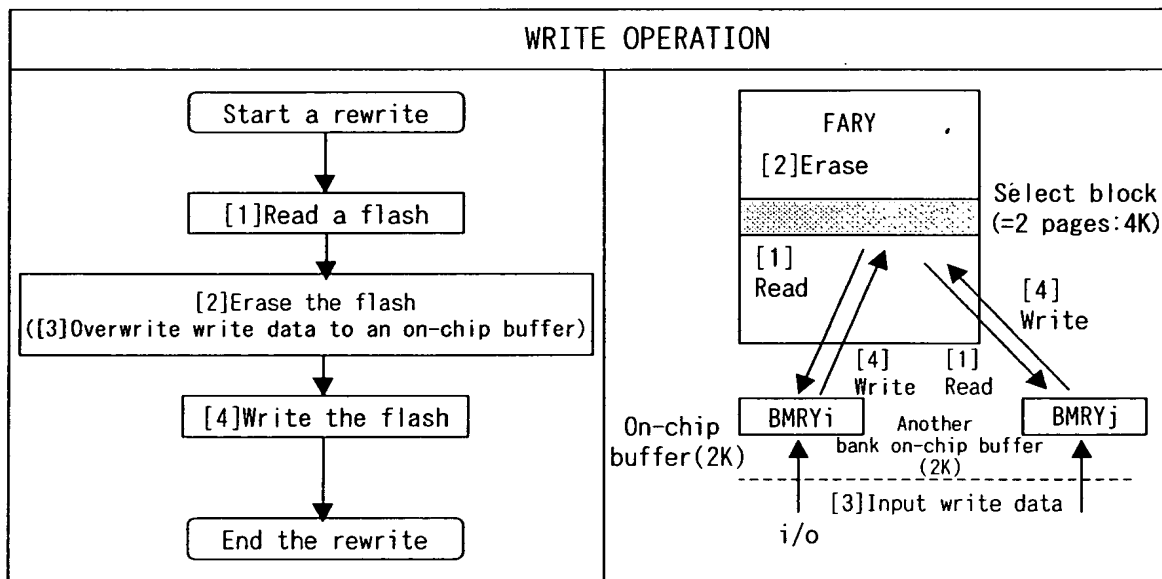 WRITE OPERATION
Start a rewrite
[1]Read a flash
[2]Erase the flash
([3]Overwrite write data to an on-chip buffer)
[4]Write the flash
End the rewrite
FARY
[2]Erase
Select block
(=2 pages:4K)
[1]
Read
[4]
Write
[4]
Write
[1]
Read
On-chip
buffer(2K)
BMRYi
Another
bank on-chip buffer
(2K)
BMRYj
[3]Input write data
i/o